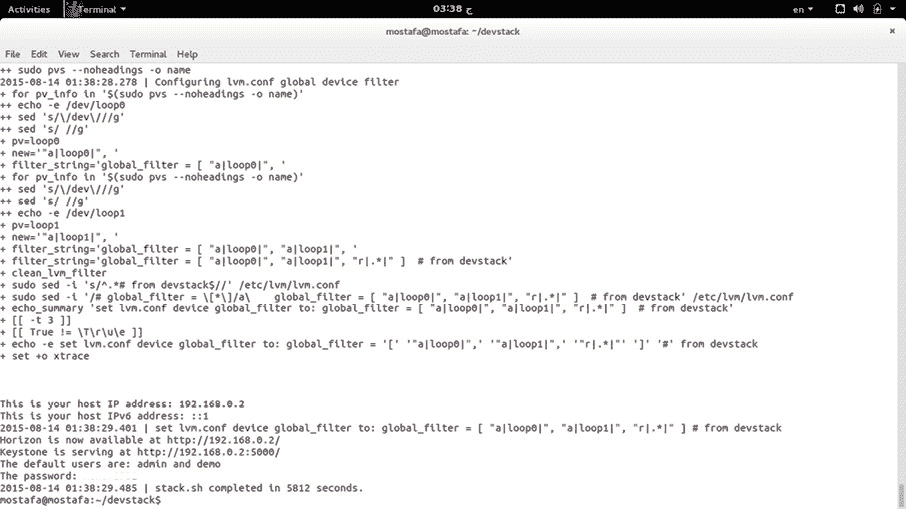 Activities Terminal 03:38 ج en
mostafa@mostafa: ~/devstack ×
File Edit View Search Terminal Help
++ sudo pvs --noheadings -o name
2015-08-14 01:38:28.278 | Configuring lvm.conf global device filter
+ for pv_info in '$(sudo pvs --noheadings -o name)'
++ echo -e /dev/loop0
++ sed 's/\/dev\///g'
++ sed 's/ //g'
+ pv=loop0
+ new='"a|loop0|", '
+ filter_string='global_filter = [ "a|loop0|", '
+ for pv_info in '$(sudo pvs --noheadings -o name)'
++ sed 's/\/dev\///g'
++ sed 's/ //g'
++ echo -e /dev/loop1
+ pv=loop1
+ new='"a|loop1|", '
+ filter_string='global_filter = [ "a|loop0|", "a|loop1|", '
+ filter_string='global_filter = [ "a|loop0|", "a|loop1|", "r|.*|" ]  # from devstack'
+ clean_lvm_filter
+ sudo sed -i 's/^.*# from devstack$//' /etc/lvm/lvm.conf
+ sudo sed -i '/# global_filter = \[*\]/a\    global_filter = [ "a|loop0|", "a|loop1|", "r|.*|" ]  # from devstack' /etc/lvm/lvm.conf
+ echo_summary 'set lvm.conf device global_filter to: global_filter = [ "a|loop0|", "a|loop1|", "r|.*|" ]  # from devstack'
+ [[ -t 3 ]]
+ [[ True != \T\r\u\e ]]
+ echo -e set lvm.conf device global_filter to: global_filter = '[' '"a|loop0|",' '"a|loop1|",' '"r|.*|"' ']' '#' from devstack
+ set +o xtrace
This is your host IP address: 192.168.0.2
This is your host IPv6 address: ::1
2015-08-14 01:38:29.401 | set lvm.conf device global_filter to: global_filter = [ "a|loop0|", "a|loop1|", "r|.*|" ] # from devstack
Horizon is now available at http://192.168.0.2/
Keystone is serving at http://192.168.0.2:5000/
The default users are: admin and demo
The password:
2015-08-14 01:38:29.485 | stack.sh completed in 5812 seconds.
mostafa@mostafa:~/devstack$